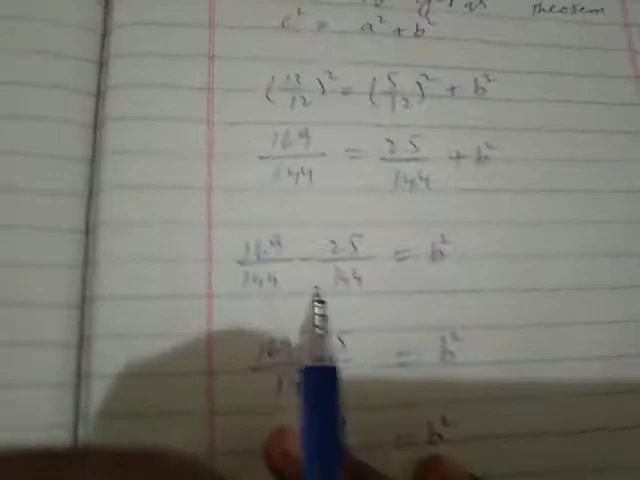 theorem
c² = a² + b²
(13/12)² = (5/12)² + b²
169/144 = 25/144 + b²
169/144 - 25/144 = b²
= b²
= b²